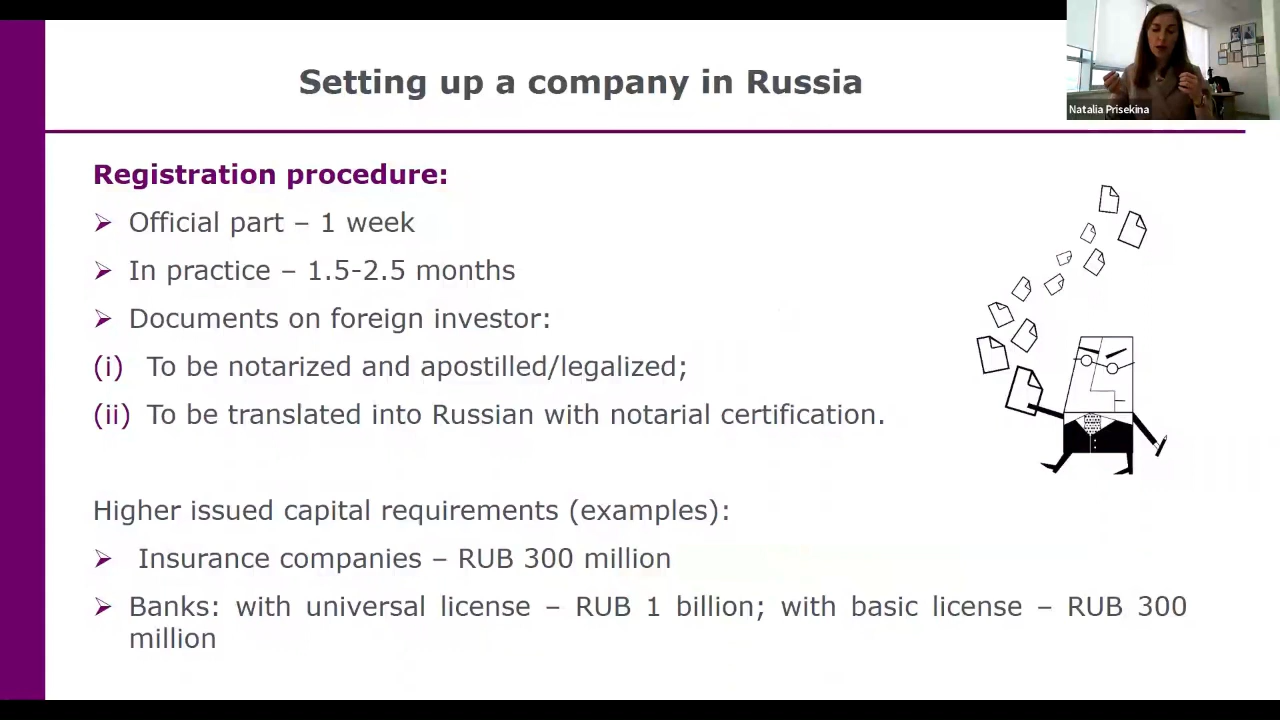 Setting up a company in Russia
Natalia Prisekina
Registration procedure:
➢ Official part – 1 week
➢ In practice – 1.5-2.5 months
➢ Documents on foreign investor:
(i) To be notarized and apostilled/legalized;
(ii) To be translated into Russian with notarial certification.
Higher issued capital requirements (examples):
➢ Insurance companies – RUB 300 million
➢ Banks: with universal license – RUB 1 billion; with basic license – RUB 300
million